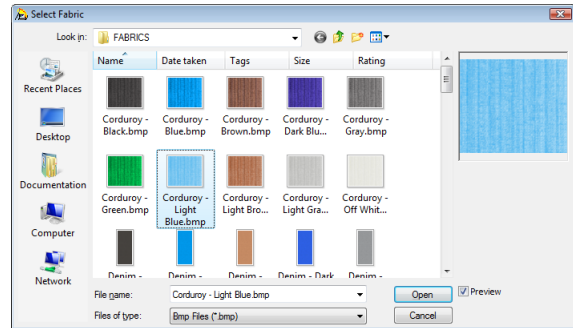 Select Fabric
Look in: FABRICS
Name Date taken Tags Size Rating
Recent Places
Desktop
Documentation
Computer
Network
Corduroy - Black.bmp
Corduroy - Blue.bmp
Corduroy - Brown.bmp
Corduroy - Dark Blu...
Corduroy - Gray.bmp
Corduroy - Green.bmp
Corduroy - Light Blue.bmp
Corduroy - Light Bro...
Corduroy - Light Gra...
Corduroy - Off Whit...
Denim -
Denim -
Denim -
Denim - Dark
Denim -
File name: Corduroy - Light Blue.bmp Open Preview
Files of type: Bmp Files (*.bmp) Cancel